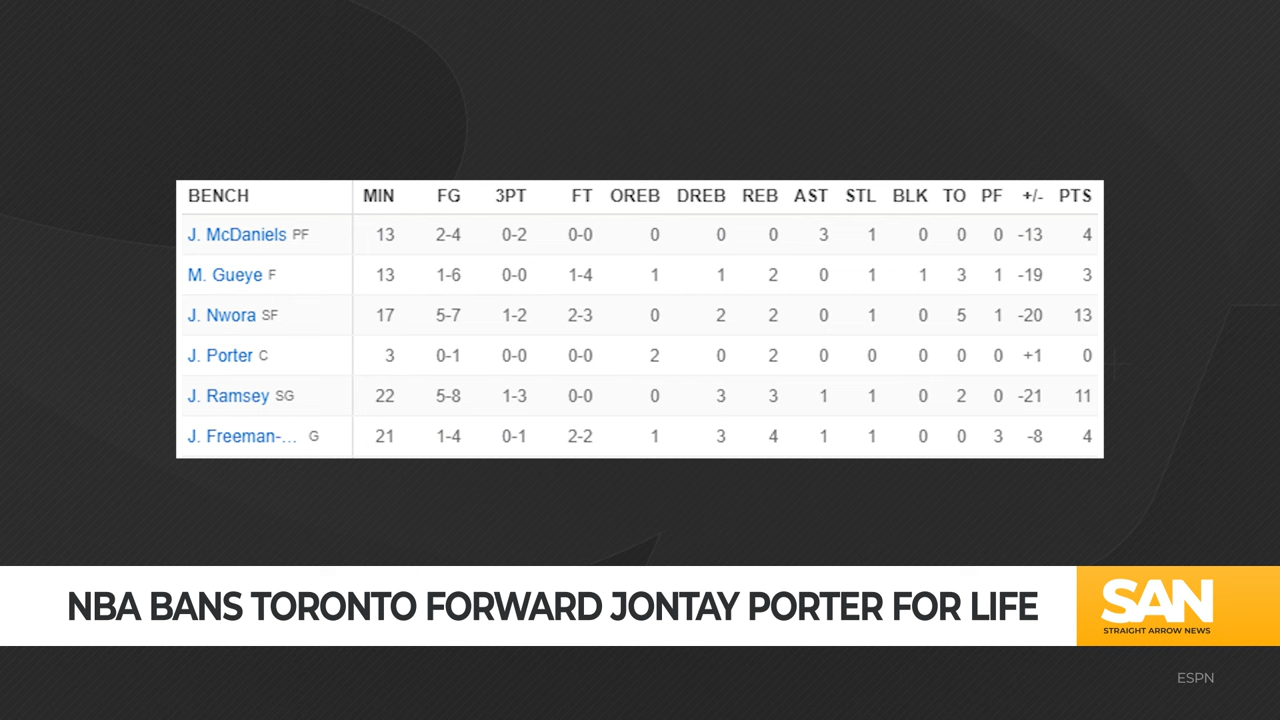 BENCH MIN FG 3PT FT OREB DREB REB AST STL BLK TO PF +/- PTS
J. McDaniels PF 13 2-4 0-2 0-0 0 0 0 3 1 0 0 0 -13 4
M. Gueye F 13 1-6 0-0 1-4 1 1 2 0 1 1 3 1 -19 3
J. Nwora SF 17 5-7 1-2 2-3 0 2 2 0 1 0 5 1 -20 13
J. Porter C 3 0-1 0-0 0-0 2 0 2 0 0 0 0 0 +1 0
J. Ramsey SG 22 5-8 1-3 0-0 0 3 3 1 1 0 2 0 -21 11
J. Freeman-... G 21 1-4 0-1 2-2 1 3 4 1 1 0 0 3 -8 4
NBA BANS TORONTO FORWARD JONTAY PORTER FOR LIFE
SAN
STRAIGHT ARROW NEWS
ESPN